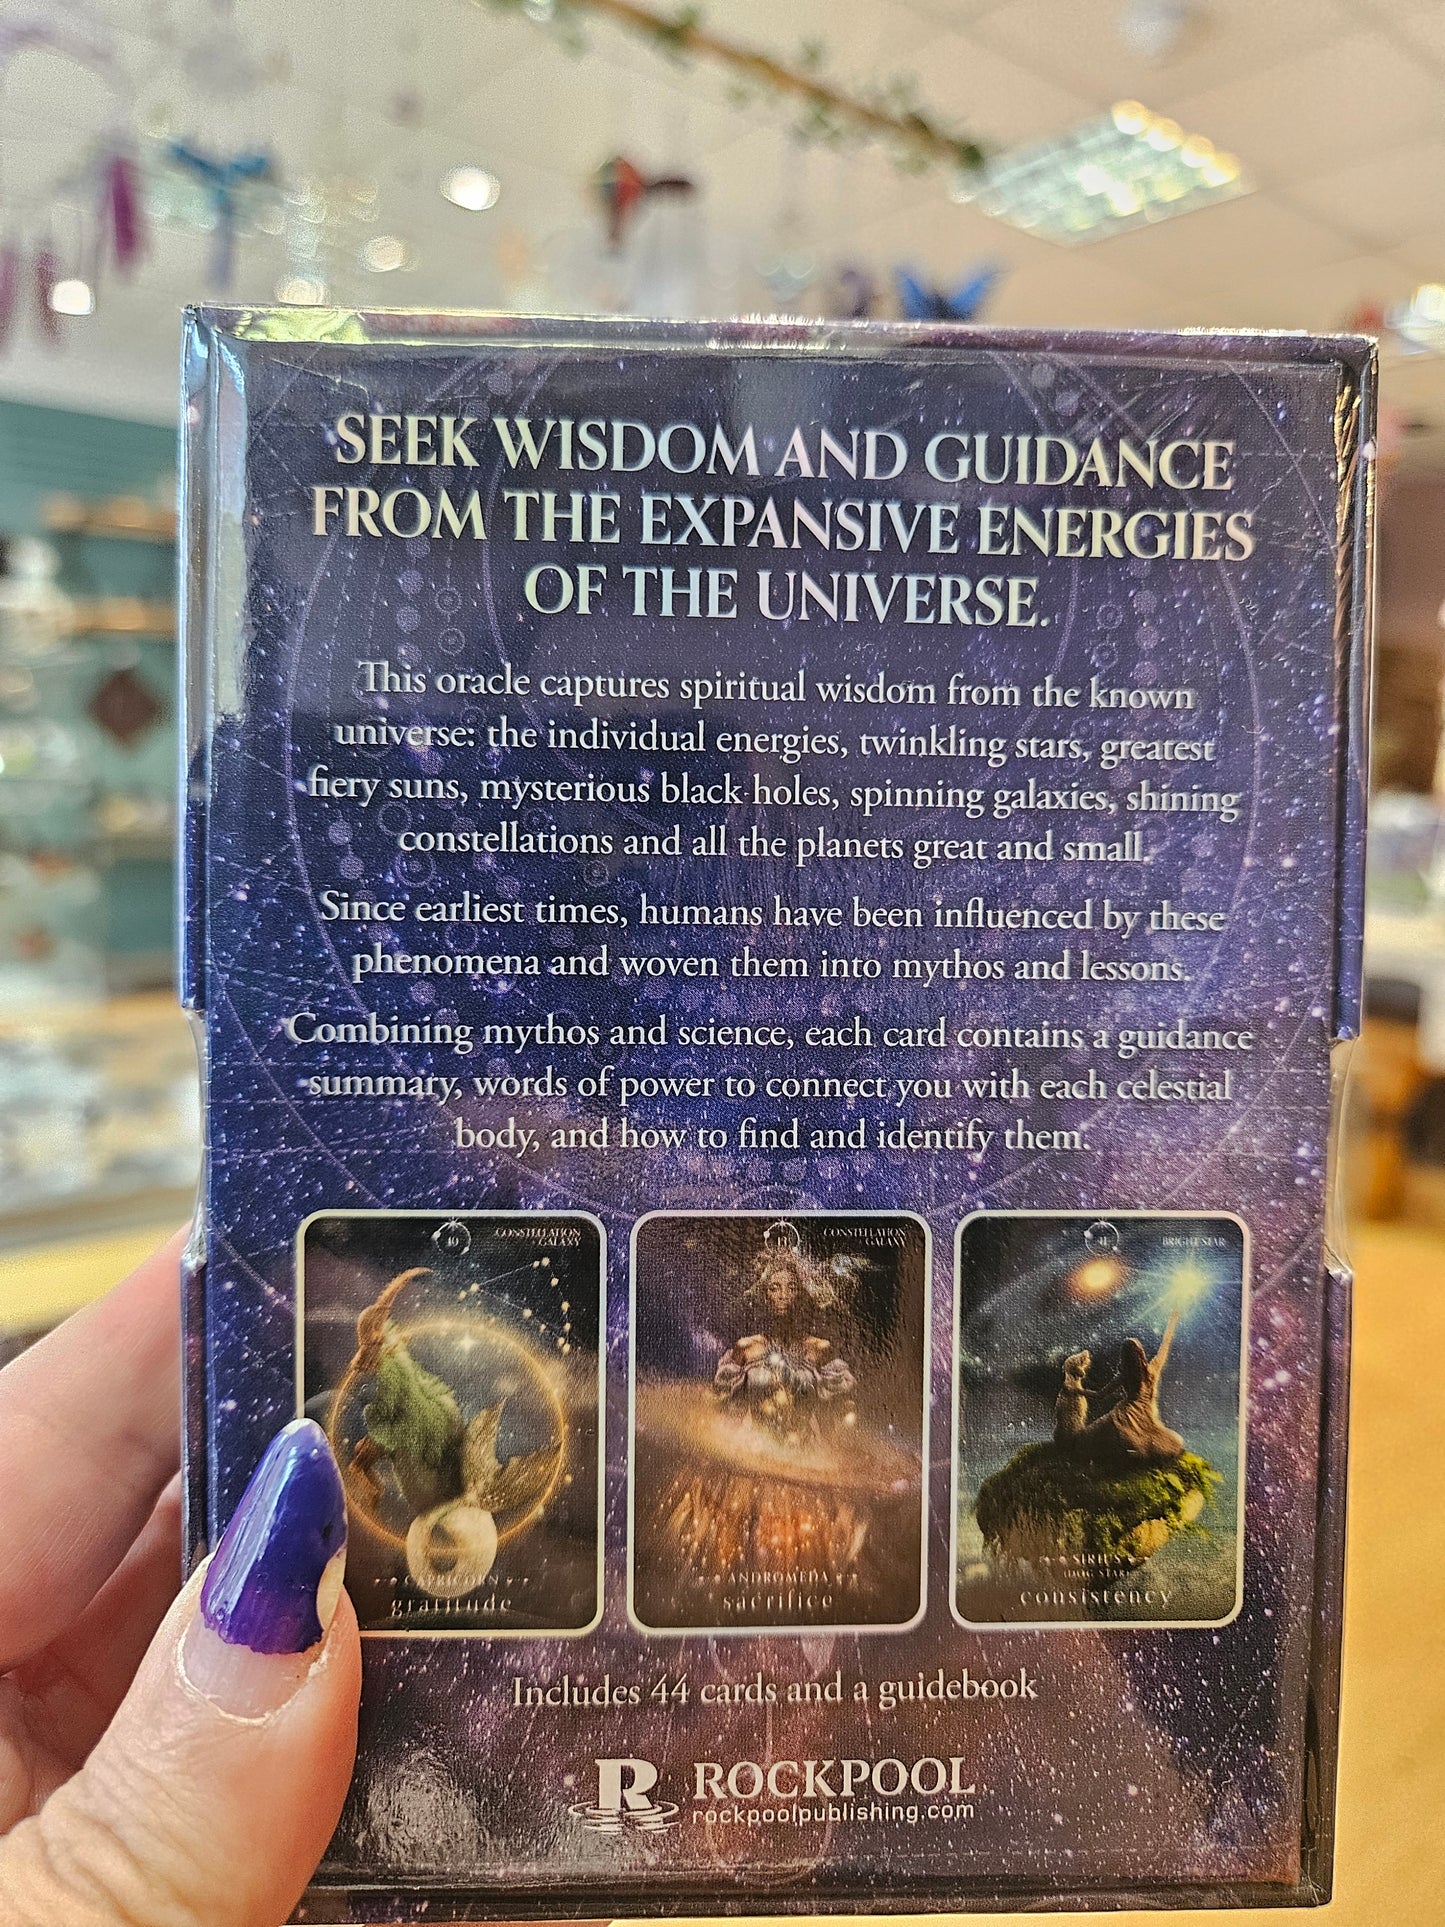 SEEK WISDOM AND GUIDANCE
FROM THE EXPANSIVE ENERGIES
OF THE UNIVERSE.
This oracle captures spiritual wisdom from the known
universe: the individual energies, twinkling stars, greatest
fiery suns, mysterious black holes, spinning galaxies, shining
constellations and all the planets great and small.
Since earliest times, humans have been influenced by these
phenomena and woven them into mythos and lessons.
Combining mythos and science, each card contains a guidance
summary, words of power to connect you with each celestial
body, and how to find and identify them.
CONSTELLATION
GALAXY
CAPRICORN
gratitude
CONSTELLATION
GALAXY
ANDROMEDA
sacrifice
BRIGHT STAR
SIRIUS
(DOG STAR)
consistency
Includes 44 cards and a guidebook
R ROCKPOOL
rockpoolpublishing.com